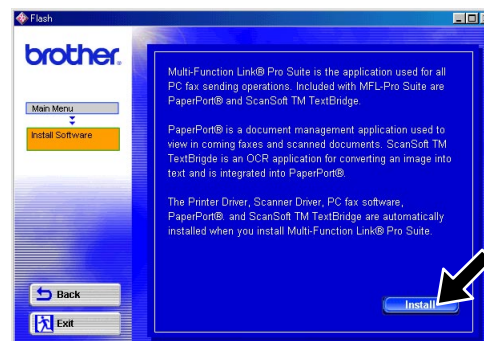 Flash
brother.
Main Menu
Install Software
Multi-Function Link® Pro Suite is the application used for all
PC fax sending operations. Included with MFL-Pro Suite are
PaperPort® and ScanSoft TM TextBridge.
PaperPort® is a document management application used to
view in coming faxes and scanned documents. ScanSoft TM
TextBrigde is an OCR application for converting an image into
text and is integrated into PaperPort®.
The Printer Driver, Scanner Driver, PC fax software,
PaperPort®. and ScanSoft TM TextBridge are automatically
installed when you install Multi-Function Link® Pro Suite.
Install
Back
Exit